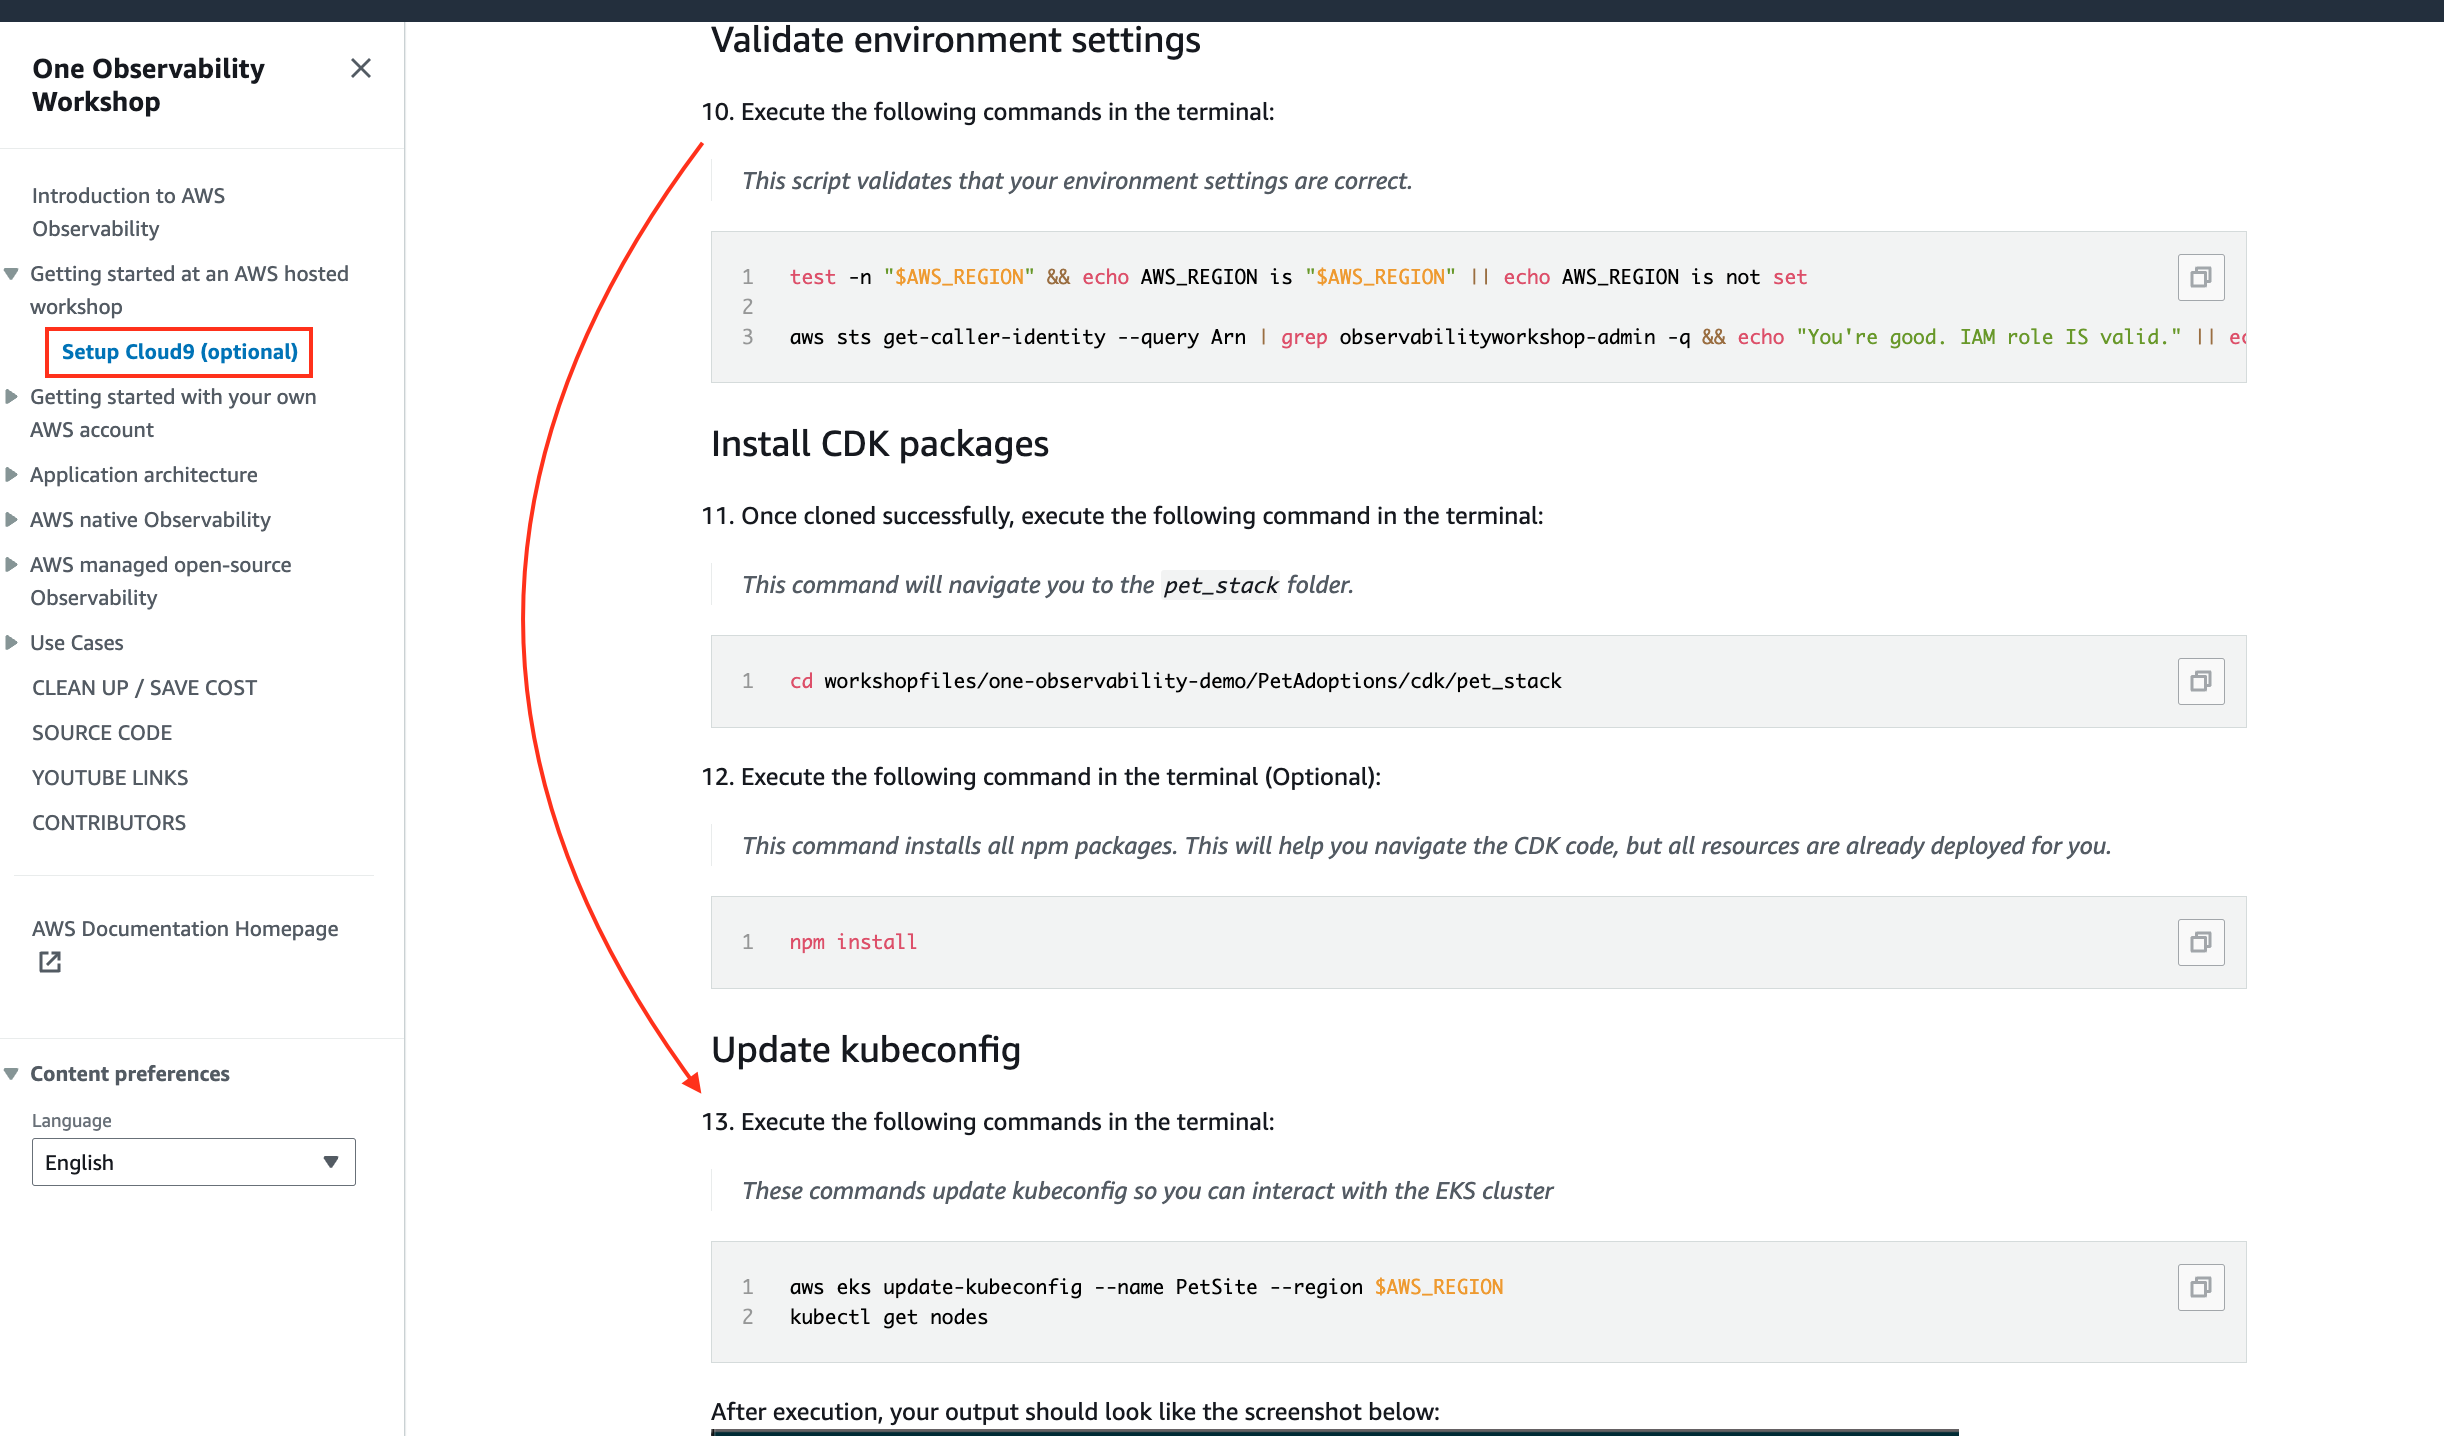 One Observability
Workshop
Introduction to AWS
Observability
Getting started at an AWS hosted
workshop
Setup Cloud9 (optional)
Getting started with your own
AWS account
Application architecture
AWS native Observability
AWS managed open-source
Observability
Use Cases
CLEAN UP / SAVE COST
SOURCE CODE
YOUTUBE LINKS
CONTRIBUTORS
AWS Documentation Homepage
Content preferences
Language
English
Validate environment settings
10. Execute the following commands in the terminal:
This script validates that your environment settings are correct.
1 test -n "$AWS_REGION" && echo AWS_REGION is "$AWS_REGION" || echo AWS_REGION is not set
2
3 aws sts get-caller-identity --query Arn | grep observabilityworkshop-admin -q && echo "You're good. IAM role IS valid." ||
Install CDK packages
11. Once cloned successfully, execute the following command in the terminal:
This command will navigate you to the pet_stack folder.
1 cd workshopfiles/one-observability-demo/PetAdoptions/cdk/pet_stack
12. Execute the following command in the terminal (Optional):
This command installs all npm packages. This will help you navigate the CDK code, but all resources are already deployed for you.
1 npm install
Update kubeconfig
13. Execute the following commands in the terminal:
These commands update kubeconfig so you can interact with the EKS cluster
1 aws eks update-kubeconfig --name PetSite --region $AWS_REGION
2 kubectl get nodes
After execution, your output should look like the screenshot below: